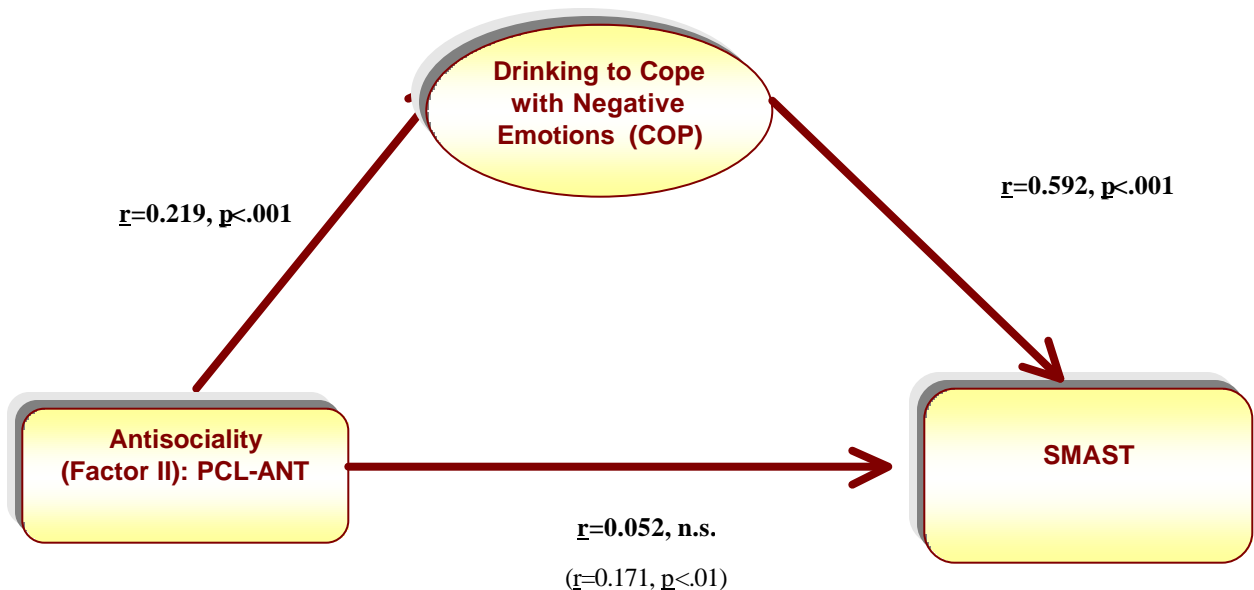 Drinking to Cope
with Negative
Emotions (COP)
r=0.219, p<.001
r=0.592, p<.001
Antisociality
(Factor II): PCL-ANT
SMAST
r=0.052, n.s.
(r=0.171, p<.01)